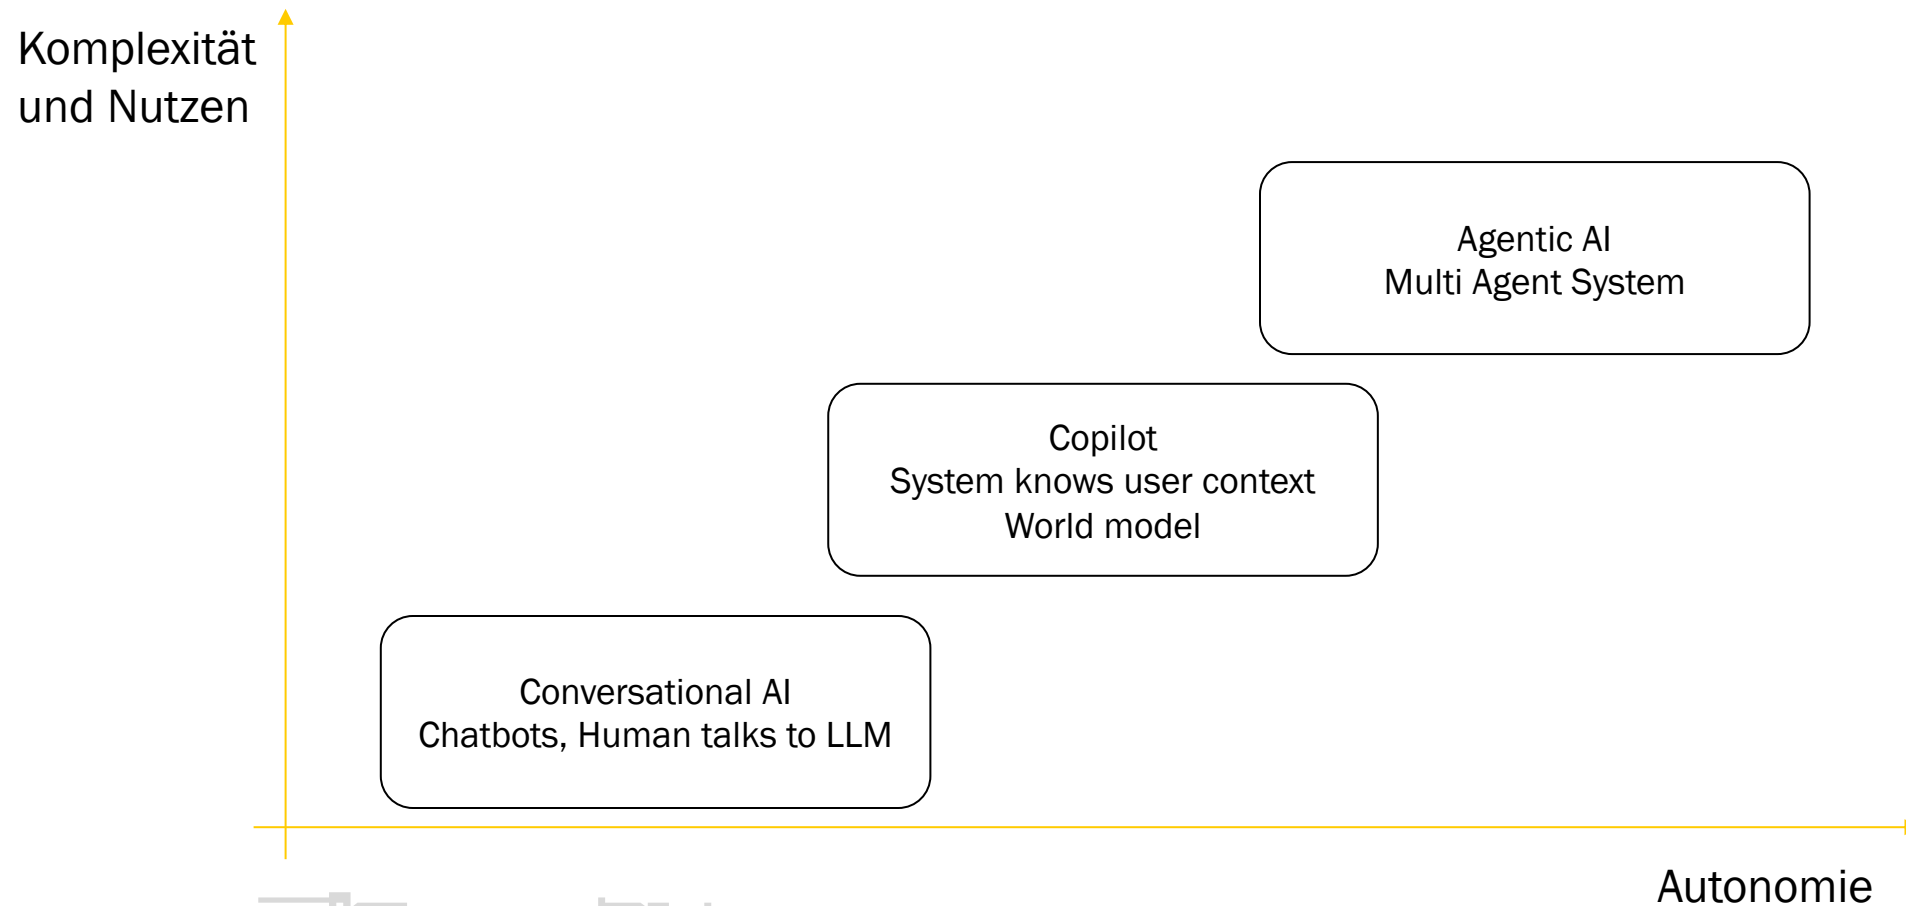 Komplexität
und Nutzen
Agentic AI
Multi Agent System
Copilot
System knows user context
World model
Conversational AI
Chatbots, Human talks to LLM
Autonomie